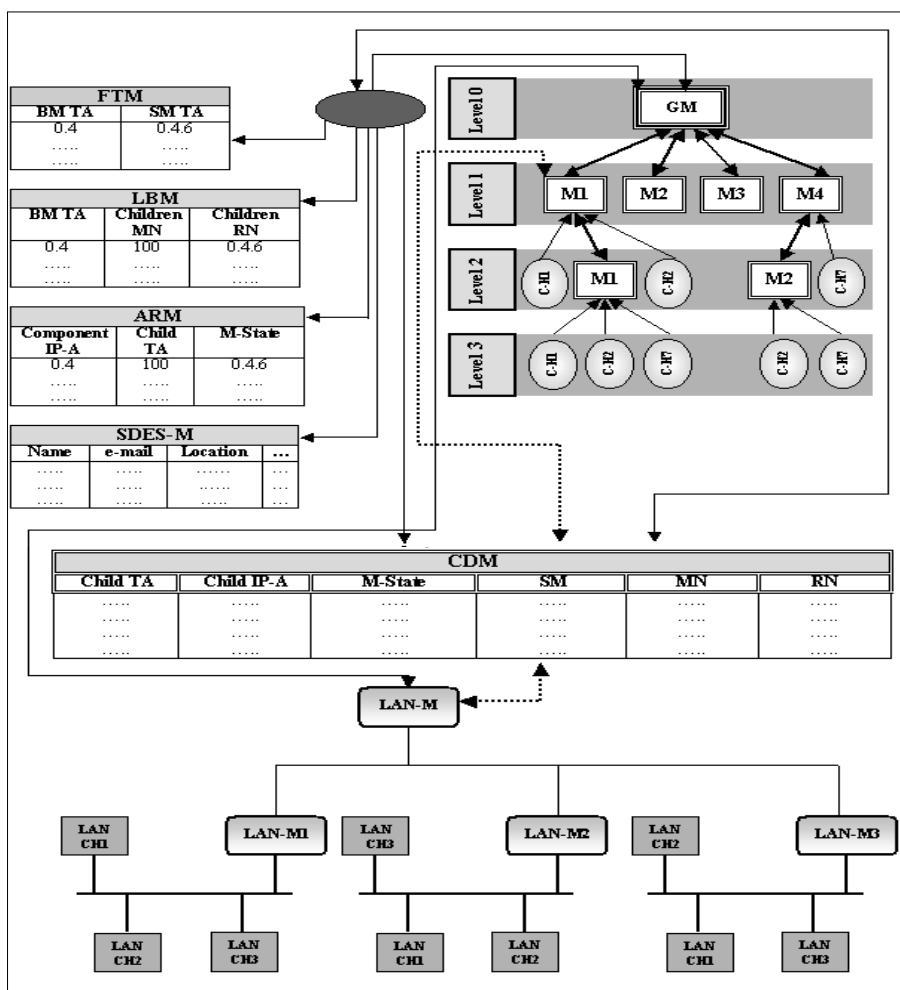 FTM
BM TA SM TA
0.4 0.4.6
..... .....
..... .....
LBM
BM TA Children MN Children RN
0.4 100 0.4.6
..... ..... .....
..... ..... .....
ARM
Component IP-A Child TA M-State
0.4 100 0.4.6
..... ..... .....
..... ..... .....
SDES-M
Name e-mail Location ...
..... ..... ...... ...
..... ..... ...... ...
..... ..... ..... ...
Level 0
GM
Level 1
M1 M2 M3 M4
Level 2
C-H1 M1 C-H2 M2 C-H7
Level 3
C-H1 C-H2 C-H7 C-H2 C-H7
CDM
Child TA Child IP-A M-State SM MN RN
..... ..... ..... ..... ..... .....
..... ..... ..... ..... ..... .....
..... ..... ..... ..... ..... .....
..... ..... ..... ..... ..... .....
LAN-M
LAN CH1
LAN-M1
LAN CH3
LAN-M2
LAN CH2
LAN-M3
LAN CH2
LAN CH3
LAN CH1
LAN CH2
LAN CH1
LAN CH3